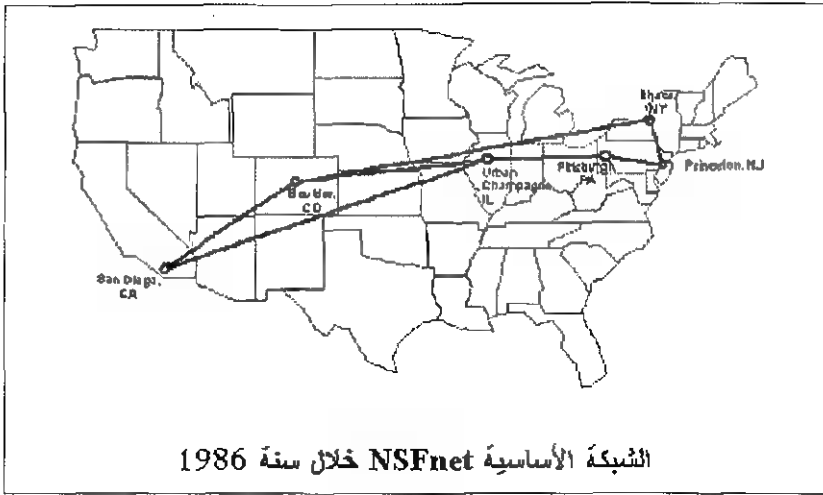 Ithaca,
NY
Princeton, NJ
Pittsburgh,
PA
Urban
Champagne,
IL
Boulder,
CO
San Diego,
CA
الشبكة الأساسية NSFnet خلال سنة 1986